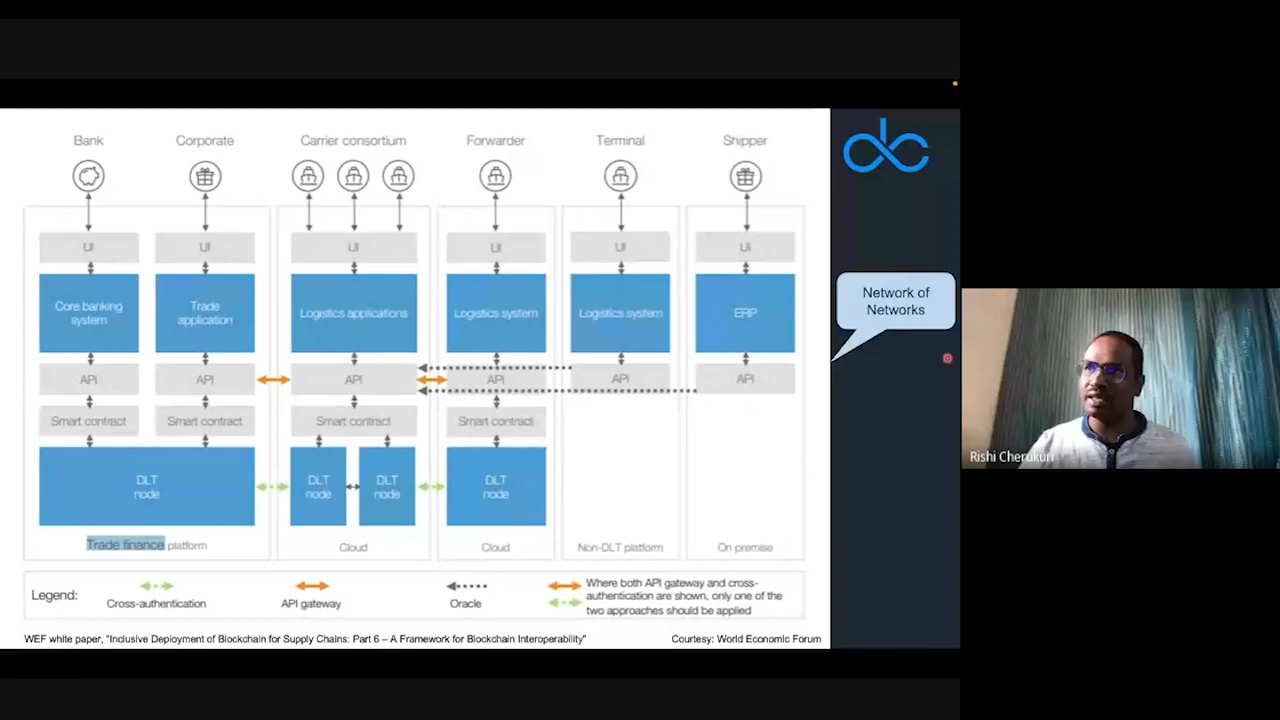 Bank Corporate Carrier consortium Forwarder Terminal Shipper
UI UI UI UI UI UI
Core banking system
Trade application
Logistics applications
Logistics system
Logistics system
ERP
API API API API API API
Smart contract Smart contract Smart contract Smart contract
DLT node
DLT node
DLT node
DLT node
Trade finance platform Cloud Cloud Non-DLT platform On premise
Legend:
Cross-authentication
API gateway
Oracle
Where both API gateway and cross-
authentication are shown, only one of the
two approaches should be applied
WEF white paper, "Inclusive Deployment of Blockchain for Supply Chains: Part 6 – A Framework for Blockchain Interoperability"
Courtesy: World Economic Forum
Network of
Networks
Rishi Cherukuri